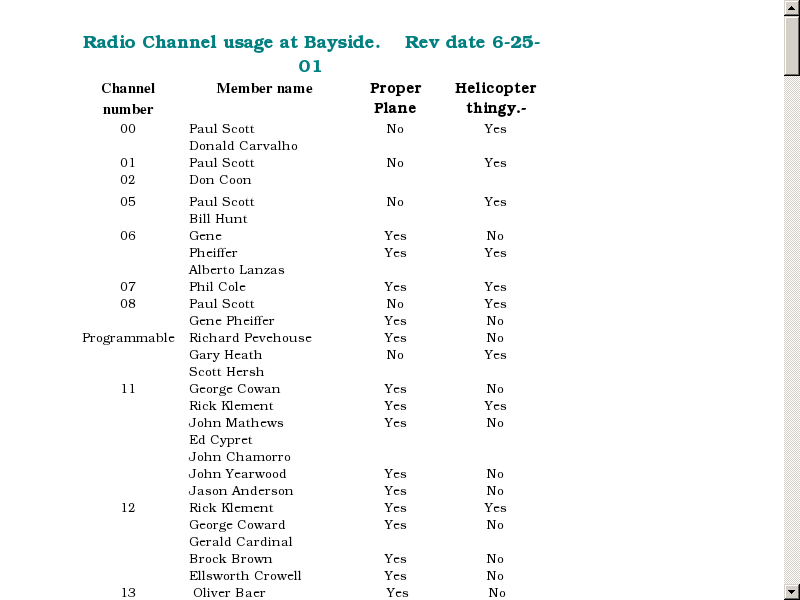 Radio Channel usage at Bayside. Rev date 6-25-
01
Channel Member name Proper Helicopter
number Plane thingy.-
00 Paul Scott No Yes
Donald Carvalho
01 Paul Scott No Yes
02 Don Coon
05 Paul Scott No Yes
Bill Hunt
06 Gene Yes No
Pheiffer Yes Yes
Alberto Lanzas
07 Phil Cole Yes Yes
08 Paul Scott No Yes
Gene Pheiffer Yes No
Programmable Richard Pevehouse Yes No
Gary Heath No Yes
Scott Hersh
11 George Cowan Yes No
Rick Klement Yes Yes
John Mathews Yes No
Ed Cypret
John Chamorro
John Yearwood Yes No
Jason Anderson Yes No
12 Rick Klement Yes Yes
George Coward Yes No
Gerald Cardinal
Brock Brown Yes No
Ellsworth Crowell Yes No
13 Oliver Baer Yes No